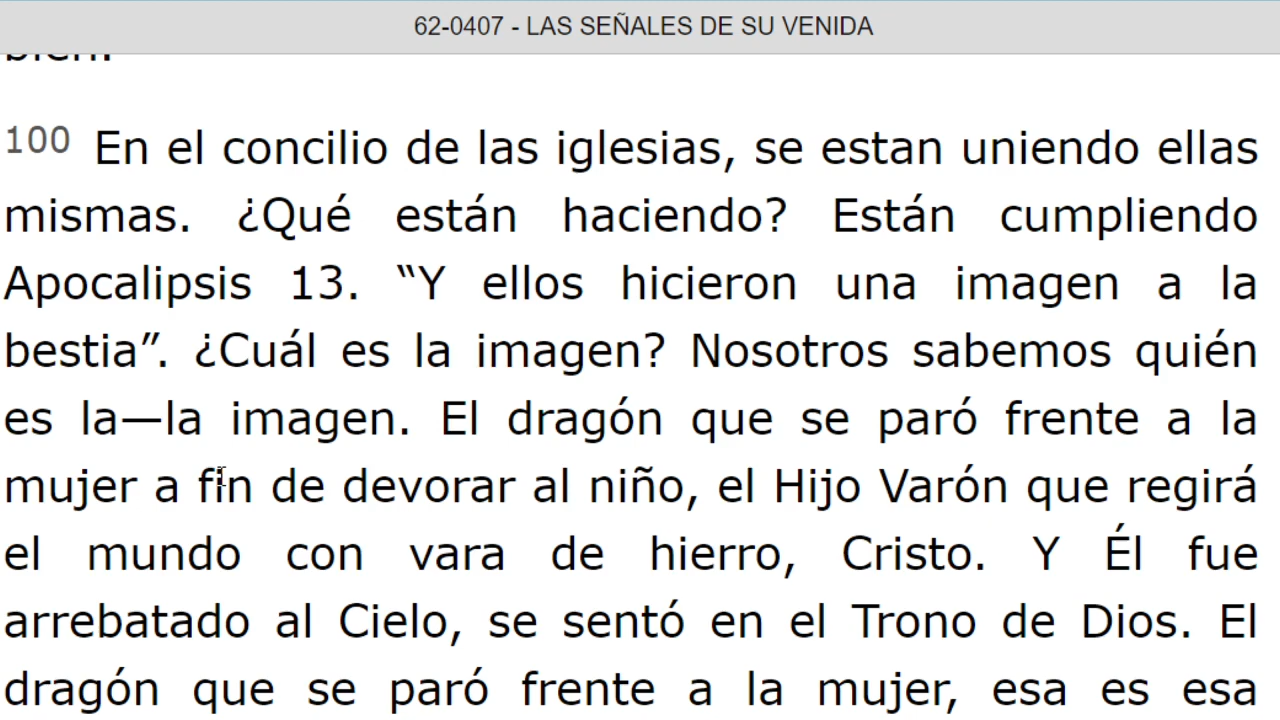 62-0407 - LAS SEÑALES DE SU VENIDA
bien.
100 En el concilio de las iglesias, se estan uniendo ellas
mismas. ¿Qué están haciendo? Están cumpliendo
Apocalipsis 13. “Y ellos hicieron una imagen a la
bestia”. ¿Cuál es la imagen? Nosotros sabemos quién
es la—la imagen. El dragón que se paró frente a la
mujer a fin de devorar al niño, el Hijo Varón que regirá
el mundo con vara de hierro, Cristo. Y Él fue
arrebatado al Cielo, se sentó en el Trono de Dios. El
dragón que se paró frente a la mujer, esa es esa